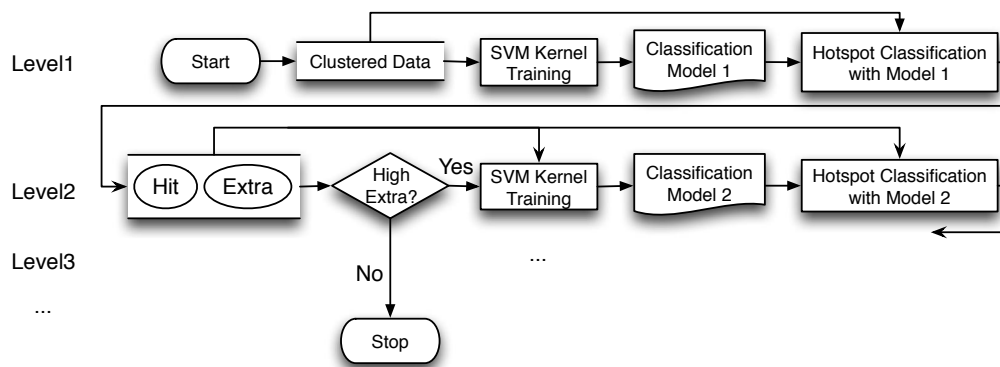 Level1
Start
Clustered Data
SVM Kernel
Training
Classification
Model 1
Hotspot Classification
with Model 1
Level2
Hit
Extra
High
Extra?
Yes
SVM Kernel
Training
Classification
Model 2
Hotspot Classification
with Model 2
Level3
...
No
...
Stop